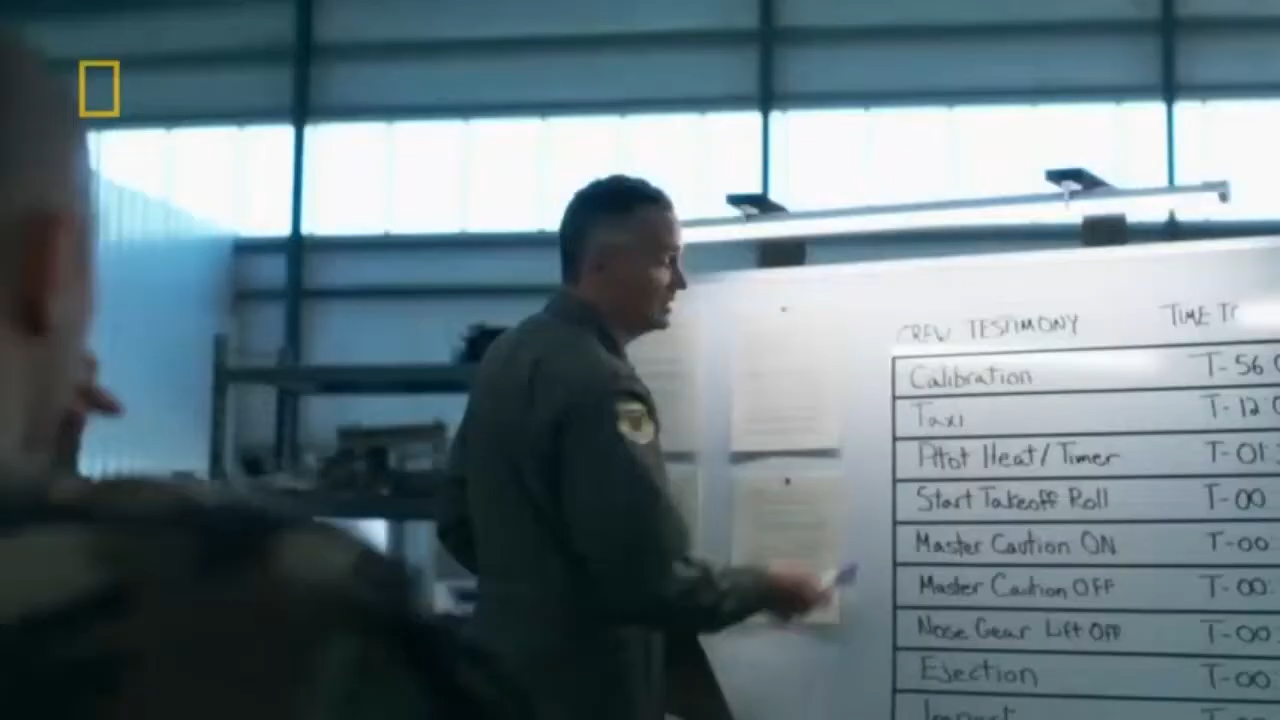 CREW TESTIMONY TIME
Calibration T-56
Taxi T-12
Pitot Heat/Timer T-01
Start Takeoff Roll T-00
Master Caution ON T-00
Master Caution OFF T-00
Nose Gear Lift OFF T-00
Ejection T-00
Impact